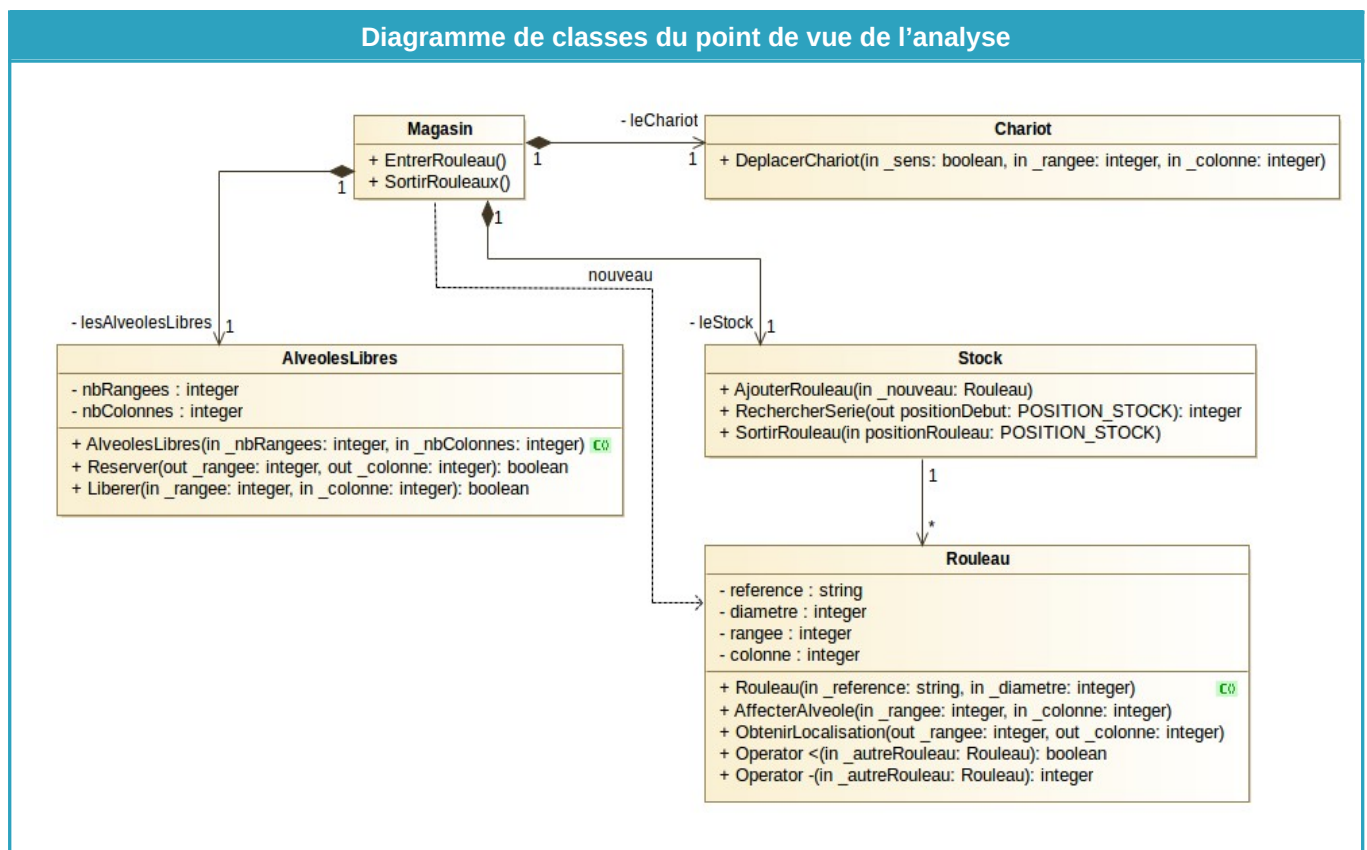 Diagramme de classes du point de vue de l'analyse
Magasin
+ EntrerRouleau()
+ SortirRouleaux()
- leChariot
1
1
Chariot
+ DeplacerChariot(in _sens: boolean, in _rangee: integer, in _colonne: integer)
1
1
nouveau
- lesAlveolesLibres
1
- leStock
1
AlveolesLibres
- nbRangees : integer
- nbColonnes : integer
+ AlveolesLibres(in _nbRangees: integer, in _nbColonnes: integer) C()
+ Reserver(out _rangee: integer, out _colonne: integer): boolean
+ Liberer(in _rangee: integer, in _colonne: integer): boolean
Stock
+ AjouterRouleau(in _nouveau: Rouleau)
+ RechercherSerie(out positionDebut: POSITION_STOCK): integer
+ SortirRouleau(in positionRouleau: POSITION_STOCK)
1
*
Rouleau
- reference : string
- diametre : integer
- rangee : integer
- colonne : integer
+ Rouleau(in _reference: string, in _diametre: integer) C()
+ AffecterAlveole(in _rangee: integer, in _colonne: integer)
+ ObtenirLocalisation(out _rangee: integer, out _colonne: integer)
+ Operator <(in _autreRouleau: Rouleau): boolean
+ Operator -(in _autreRouleau: Rouleau): integer